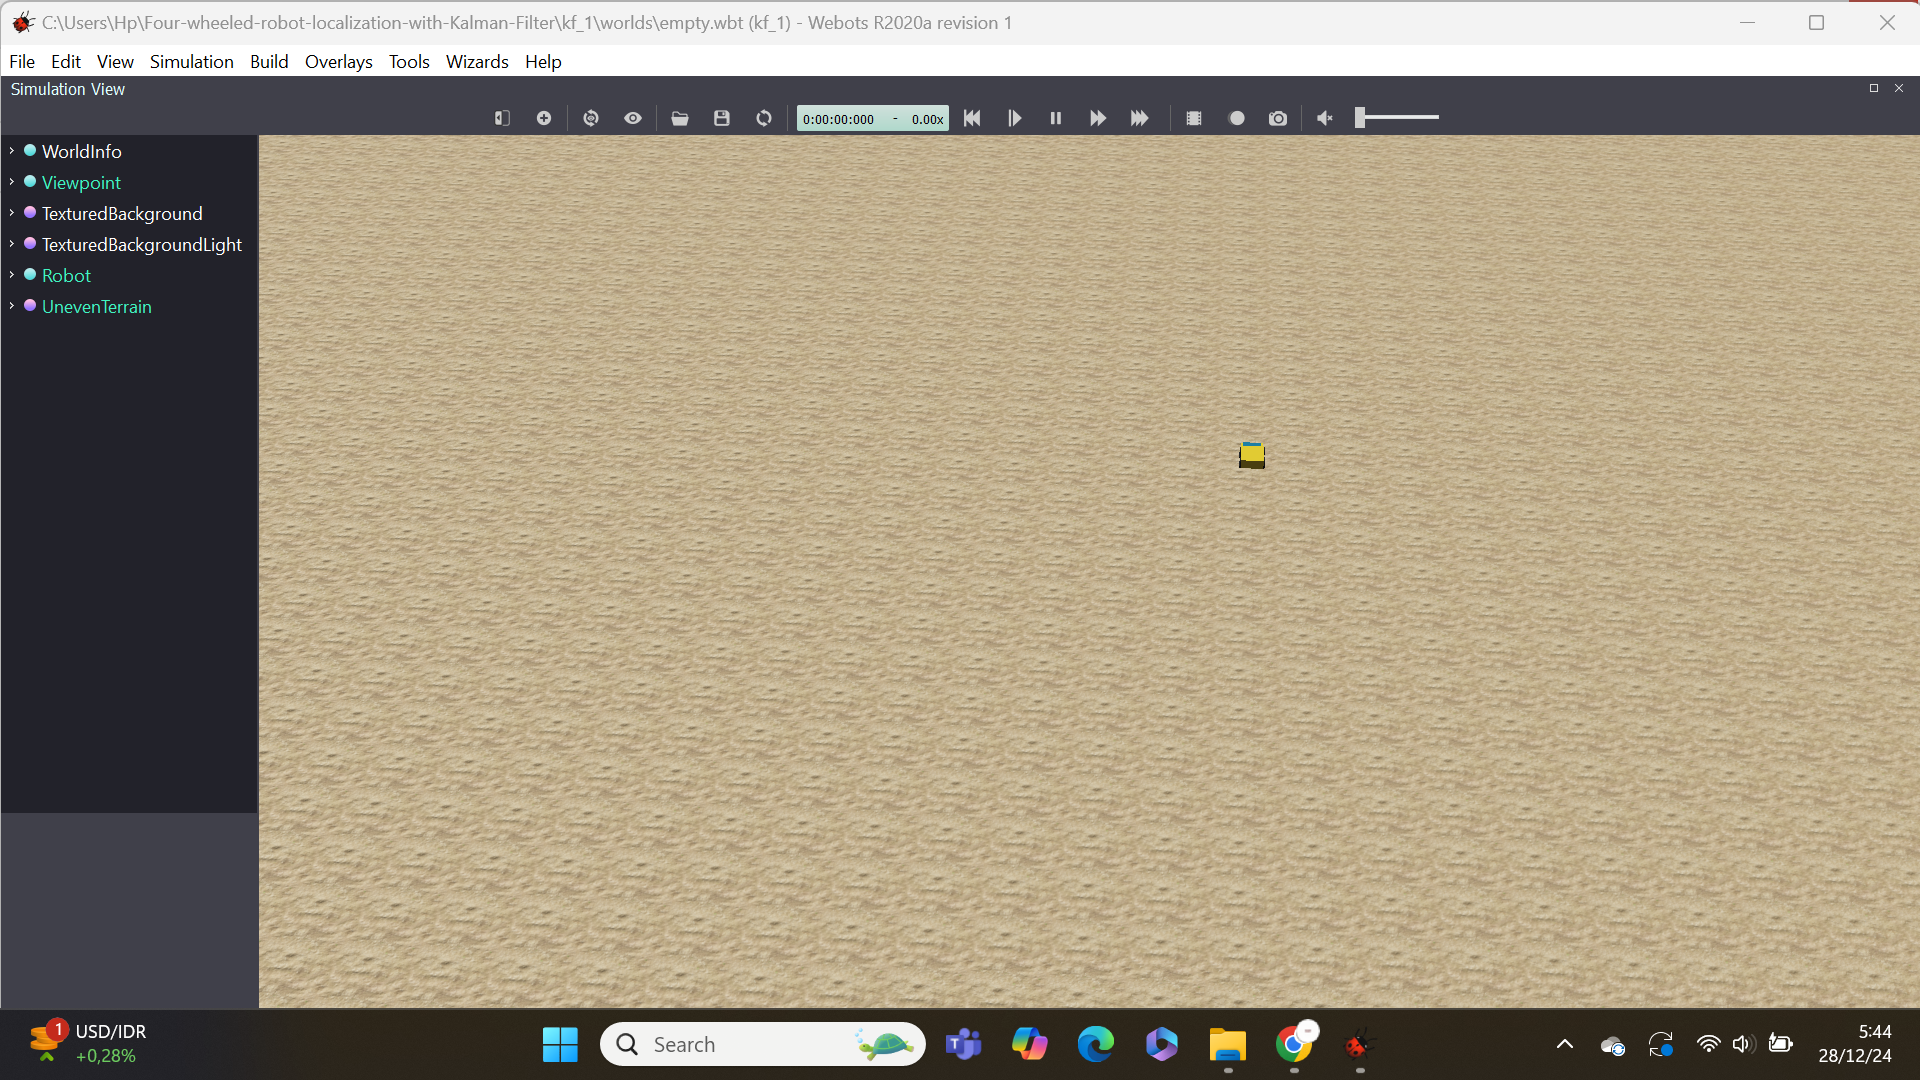 C:\Users\Hp\Four-wheeled-robot-localization-with-Kalman-Filter\kf_1\worlds\empty.wbt (kf_1) - Webots R2020a revision 1
File Edit View Simulation Build Overlays Tools Wizards Help
Simulation View
0:00:00:000 - 0.00x
WorldInfo
Viewpoint
TexturedBackground
TexturedBackgroundLight
Robot
UnevenTerrain
1
USD/IDR
+0,28%
Search
5:44
28/12/24